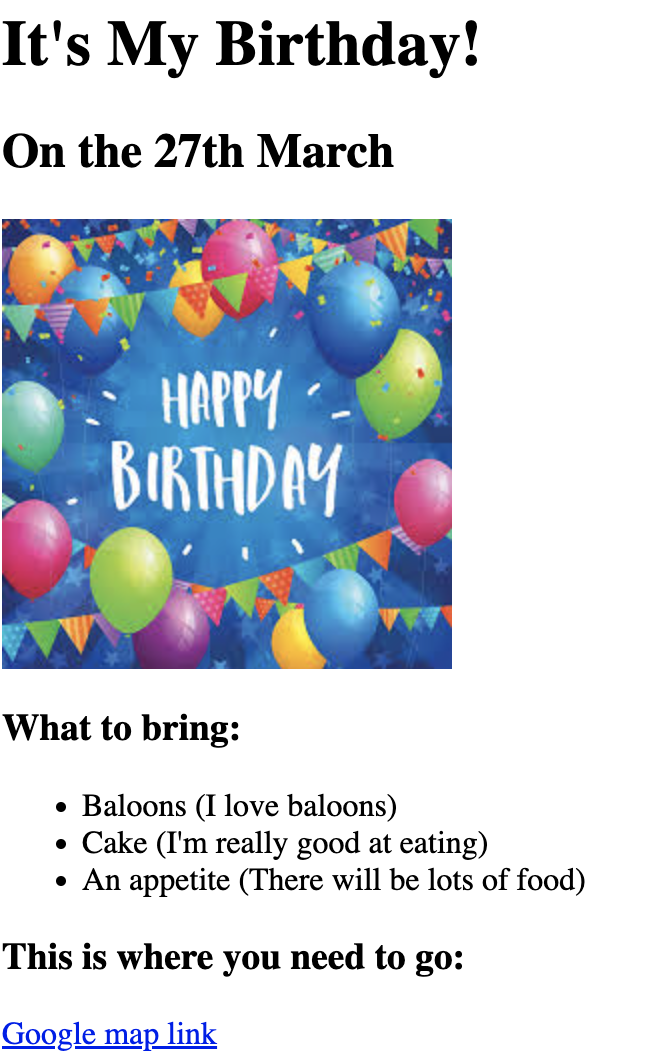 It's My Birthday!
On the 27th March
HAPPY
BIRTHDAY
What to bring:
Baloons (I love baloons)
Cake (I'm really good at eating)
An appetite (There will be lots of food)
This is where you need to go:
Google map link